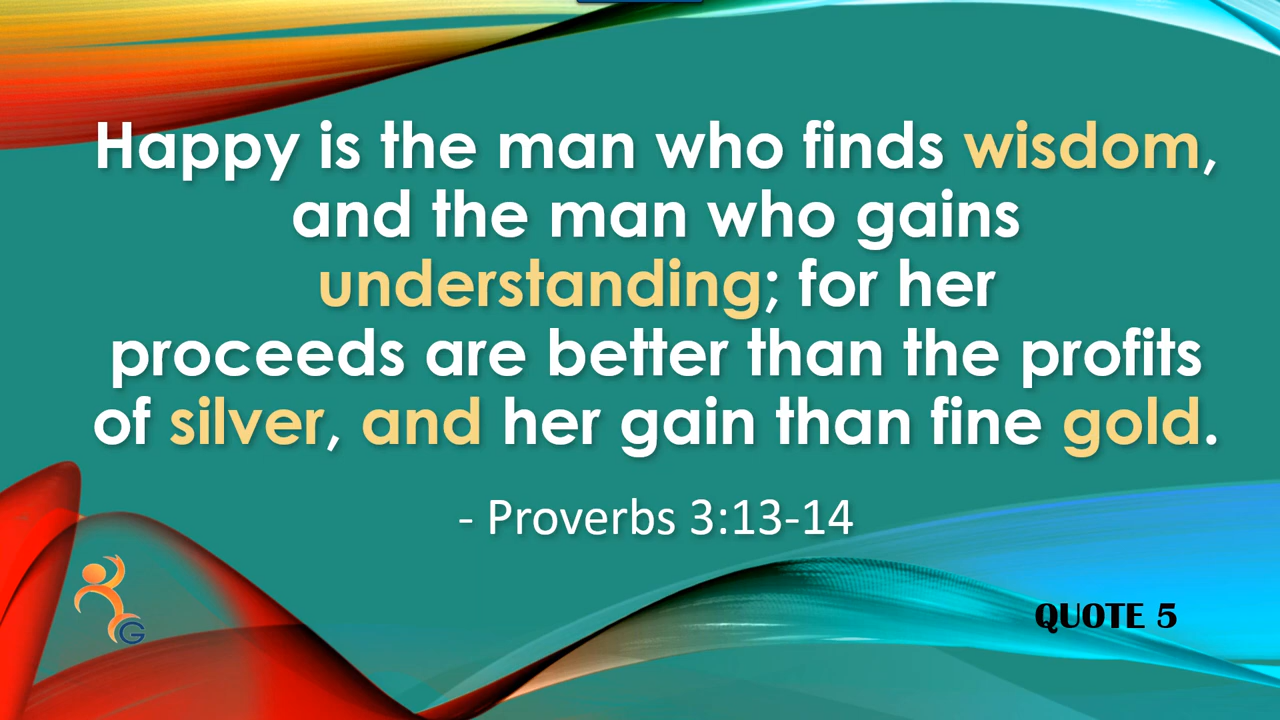 Happy is the man who finds wisdom,
and the man who gains
understanding; for her
proceeds are better than the profits
of silver, and her gain than fine gold.
- Proverbs 3:13-14
G
QUOTE 5